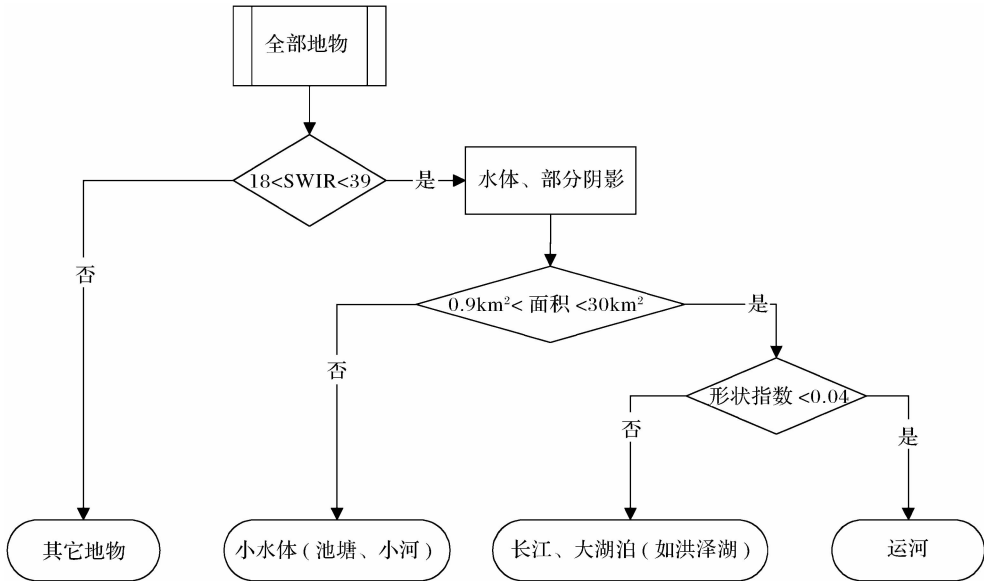 全部地物
18<SWIR<39
是
水体、部分阴影
否
0.9km²< 面积 <30km²
是
否
形状指数 <0.04
否
是
其它地物
小水体 ( 池塘、小河 )
长江、大湖泊 ( 如洪泽湖 )
运河